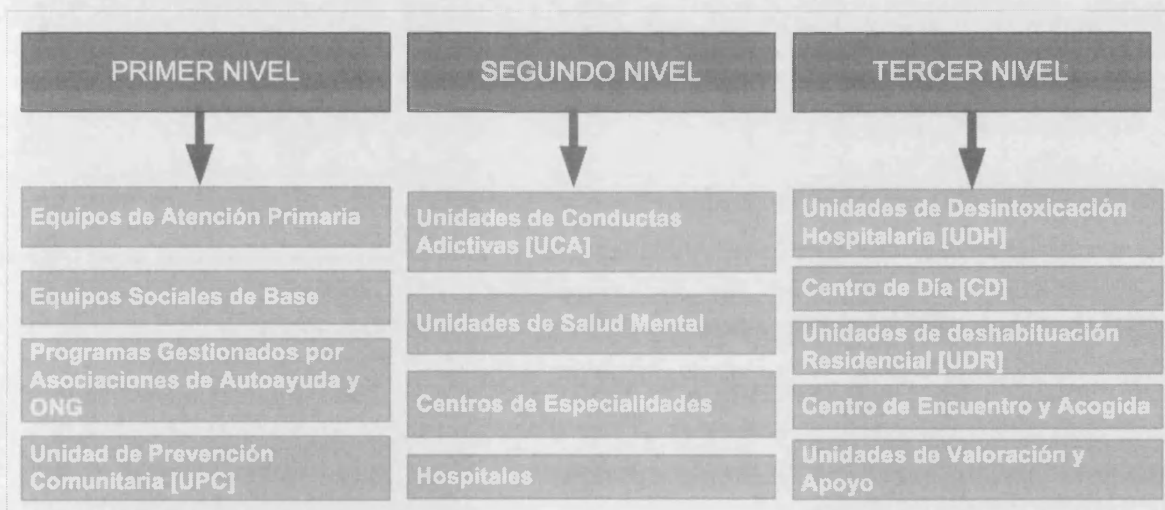 PRIMER NIVEL
Equipos de Atención Primaria
Equipos Sociales de Base
Programas Gestionados por
Asociaciones de Autoayuda y
ONG
Unidad de Prevención
Comunitaria [UPC]
SEGUNDO NIVEL
Unidades de Conductas
Adictivas [UCA]
Unidades de Salud Mental
Centros de Especialidades
Hospitales
TERCER NIVEL
Unidades de Desintoxicación
Hospitalaria [UDH]
Centro de Día [CD]
Unidades de deshabituación
Residencial [UDR]
Centro de Encuentro y Acogida
Unidades de Valoración y
Apoyo